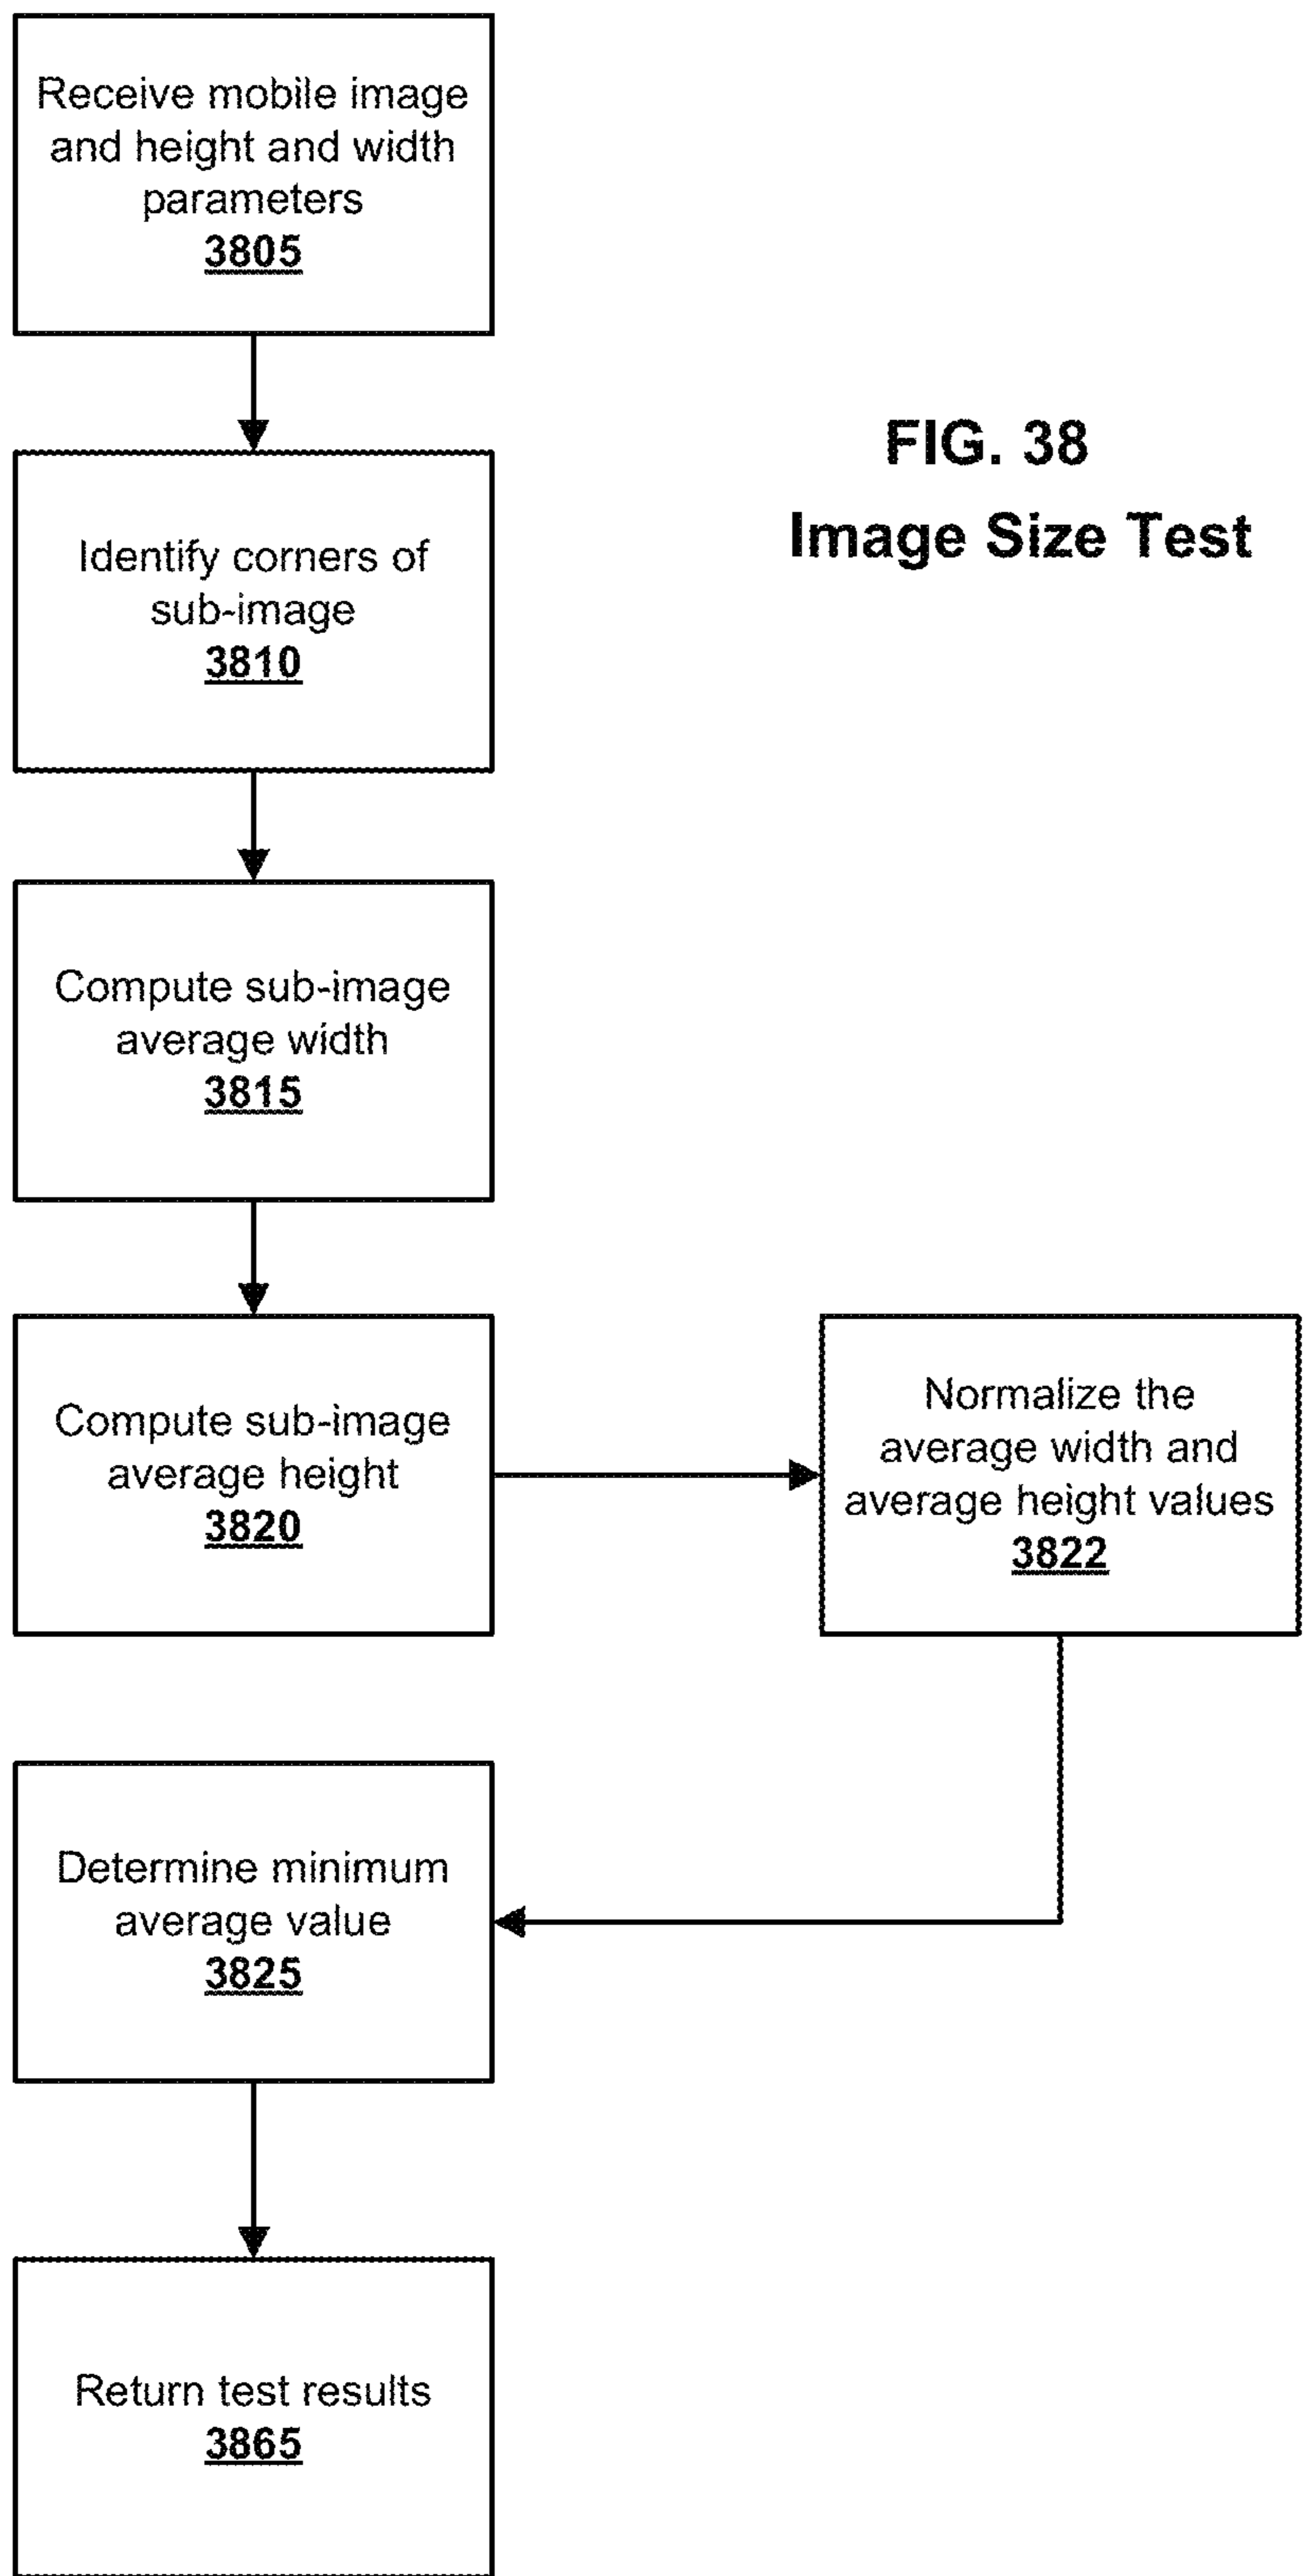 Receive mobile image
and height and width
parameters
3805
FIG. 38
Image Size Test
Identify corners of
sub-image
3810
Compute sub-image
average width
3815
Compute sub-image
average height
3820
Normalize the
average width and
average height values
3822
Determine minimum
average value
3825
Return test results
3865